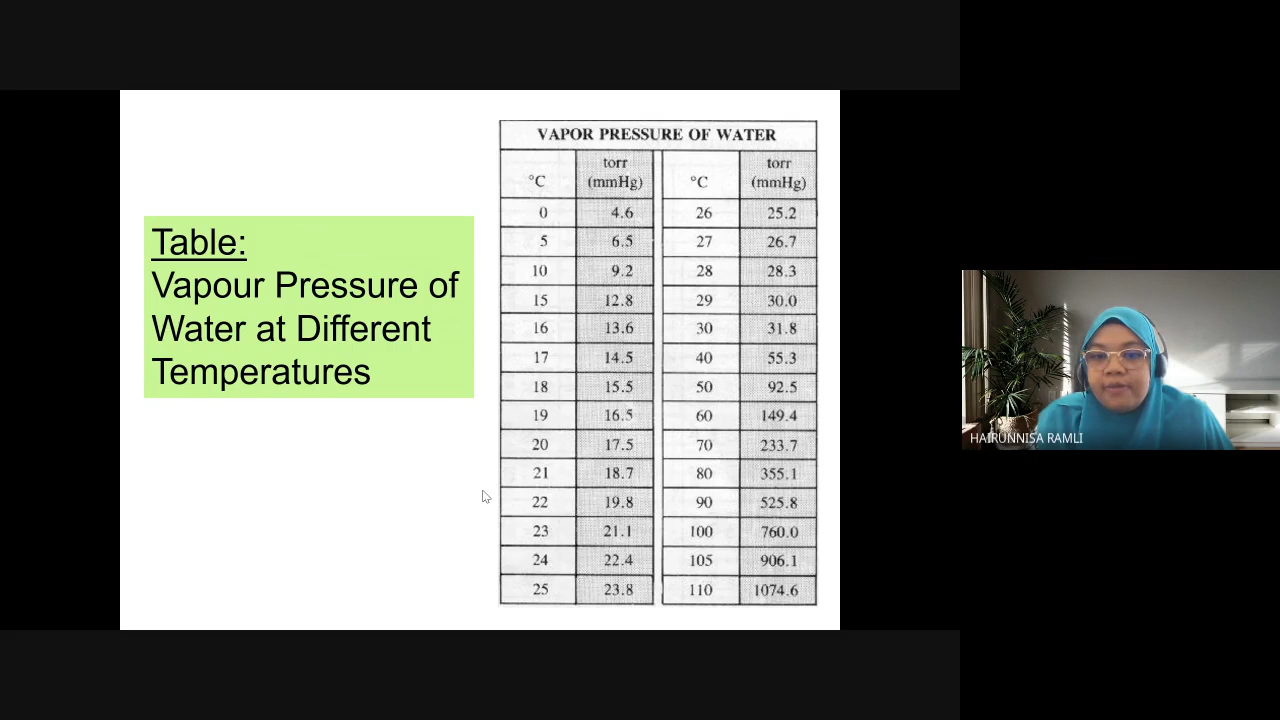 Table:
Vapour Pressure of
Water at Different
Temperatures
VAPOR PRESSURE OF WATER
°C torr (mmHg) °C torr (mmHg)
0 4.6 26 25.2
5 6.5 27 26.7
10 9.2 28 28.3
15 12.8 29 30.0
16 13.6 30 31.8
17 14.5 40 55.3
18 15.5 50 92.5
19 16.5 60 149.4
20 17.5 70 233.7
21 18.7 80 355.1
22 19.8 90 525.8
23 21.1 100 760.0
24 22.4 105 906.1
25 23.8 110 1074.6
HAIRUNNISA RAMLI